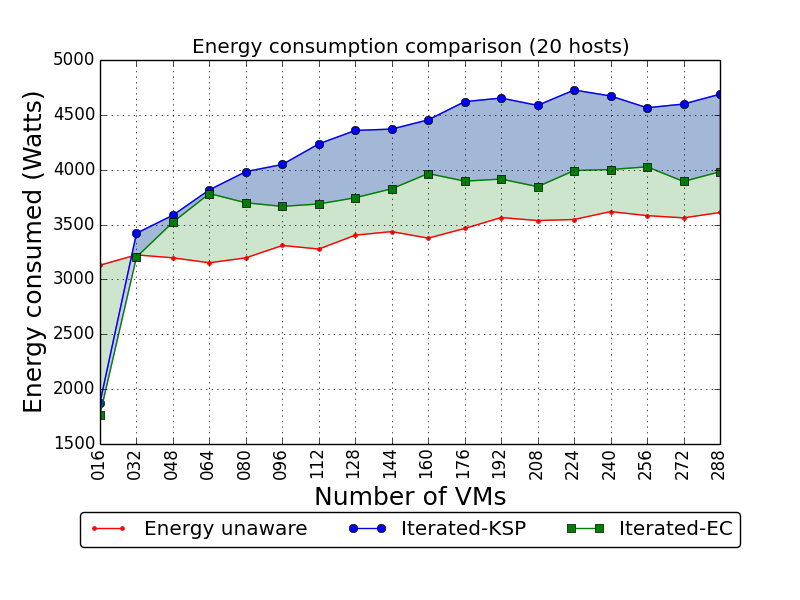 Energy consumption comparison (20 hosts)
Energy consumed (Watts)
5000
4500
4000
3500
3000
2500
2000
1500
016 032 048 064 080 096 112 128 144 160 176 192 208 224 240 256 272 288
Number of VMs
Energy unaware Iterated-KSP Iterated-EC